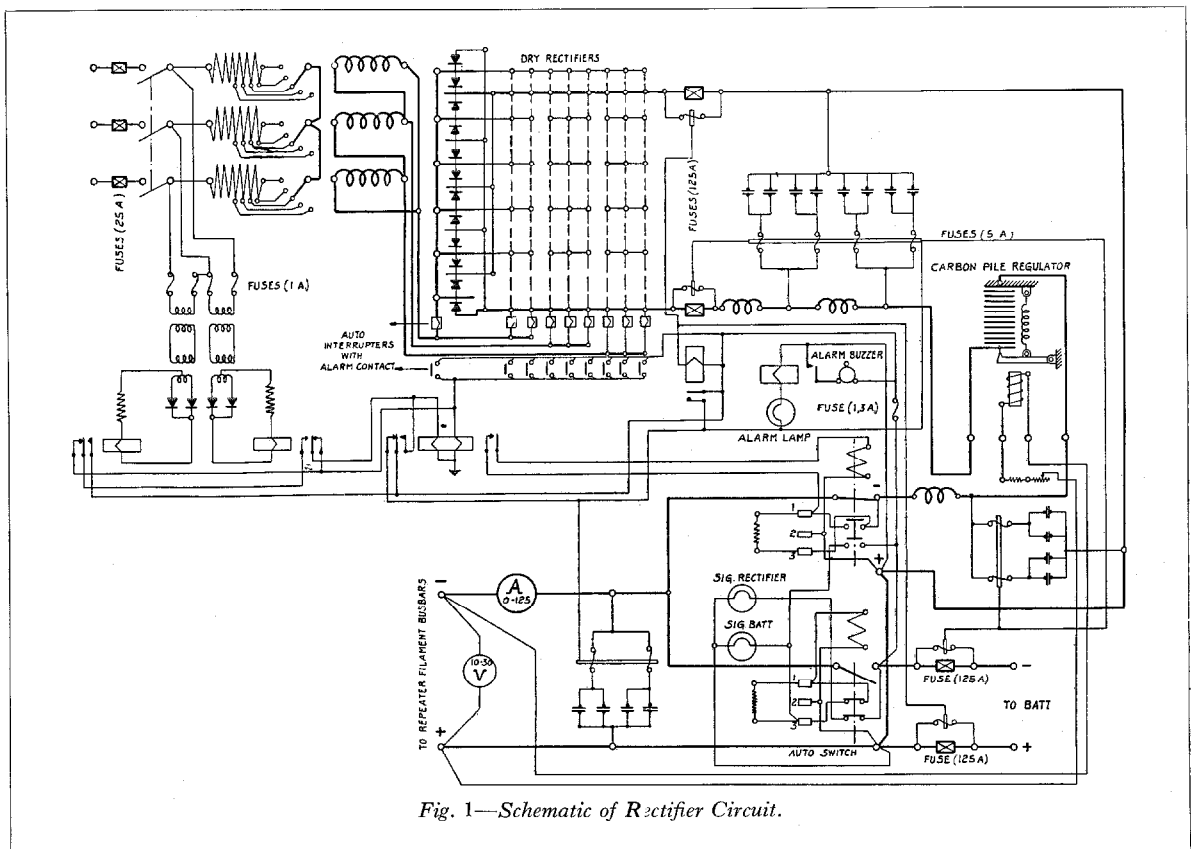 DRY RECTIFIERS
FUSES (25 A)
FUSES (125 A)
FUSES (5 A)
CARBON PILE REGULATOR
FUSES (1 A)
AUTO
INTERRUPTERS
WITH
ALARM CONTACT
ALARM BUZZER
FUSE (1,3 A)
ALARM LAMP
−
1
2
3
+
SIG. RECTIFIER
SIG BATT
TO REPEATER FILAMENT BUSBARS
−
A
0-125
10-30
V
+
1
2
3
AUTO SWITCH
−
FUSE (125 A)
TO BATT
+
FUSE (125 A)
Fig. 1—Schematic of Rectifier Circuit.